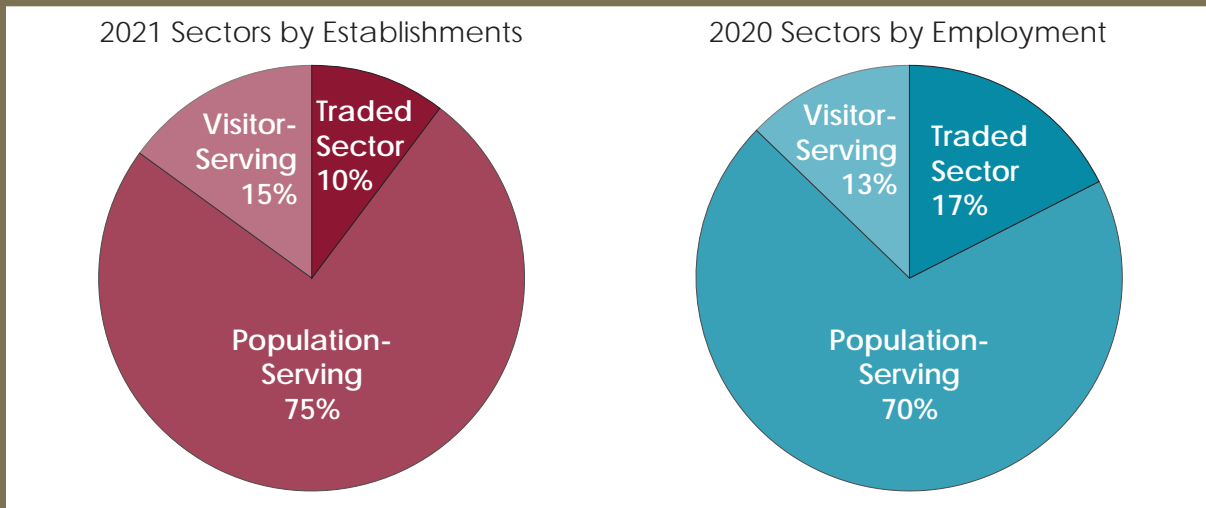 2021 Sectors by Establishments
Visitor-
Serving
15%
Traded
Sector
10%
Population-
Serving
75%
2020 Sectors by Employment
Visitor-
Serving
13%
Traded
Sector
17%
Population-
Serving
70%